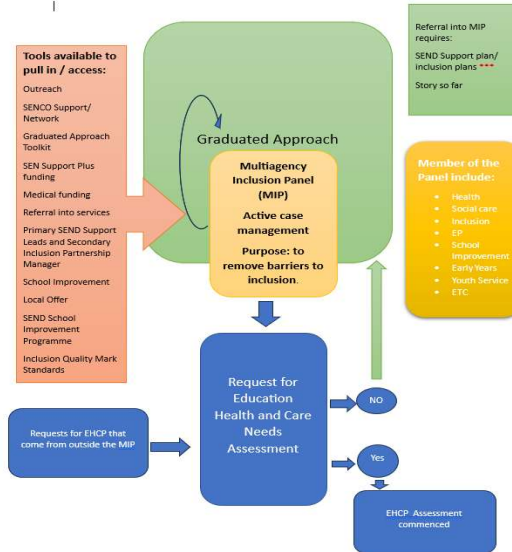 Tools available to
pull in / access:
Outreach
SENCO Support/
Network
Graduated Approach
Toolkit
SEN Support Plus
funding
Medical funding
Referral into services
Primary SEND Support
Leads and Secondary
Inclusion Partnership
Manager
School Improvement
Local Offer
SEND School
Improvement
Programme
Inclusion Quality Mark
Standards
Graduated Approach
Multiagency
Inclusion Panel
(MIP)
Active case
management
Purpose: to
remove barriers to
inclusion.
Referral into MIP
requires:
SEND Support plan/
inclusion plans ***
Story so far
Member of the
Panel include:
• Health
• Social care
• Inclusion
• EP
• School
Improvement
• Early Years
• Youth Service
• ETC
Requests for EHCP that
come from outside the MIP
Request for
Education
Health and Care
Needs
Assessment
NO
Yes
EHCP Assessment
commenced